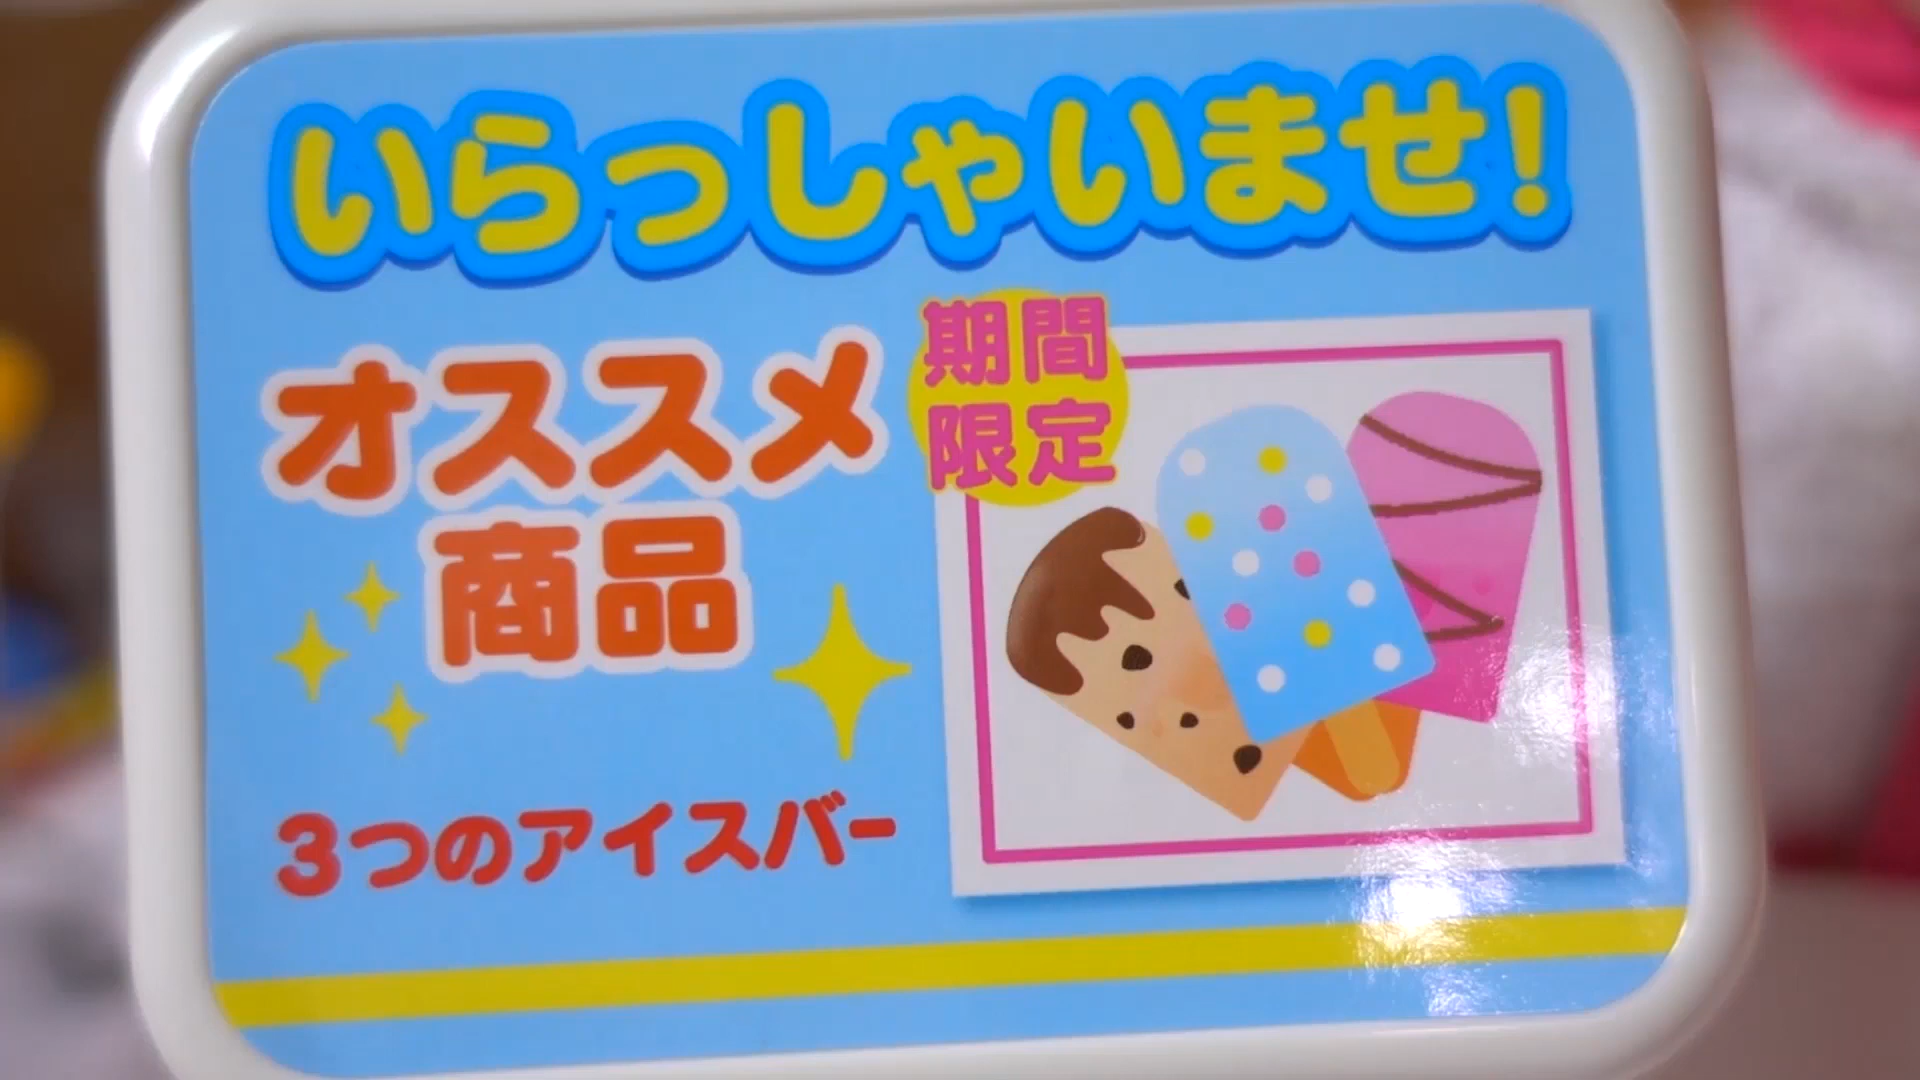 いらっしゃいませ!
オススメ
商品
期間
限定
3つのアイスバー